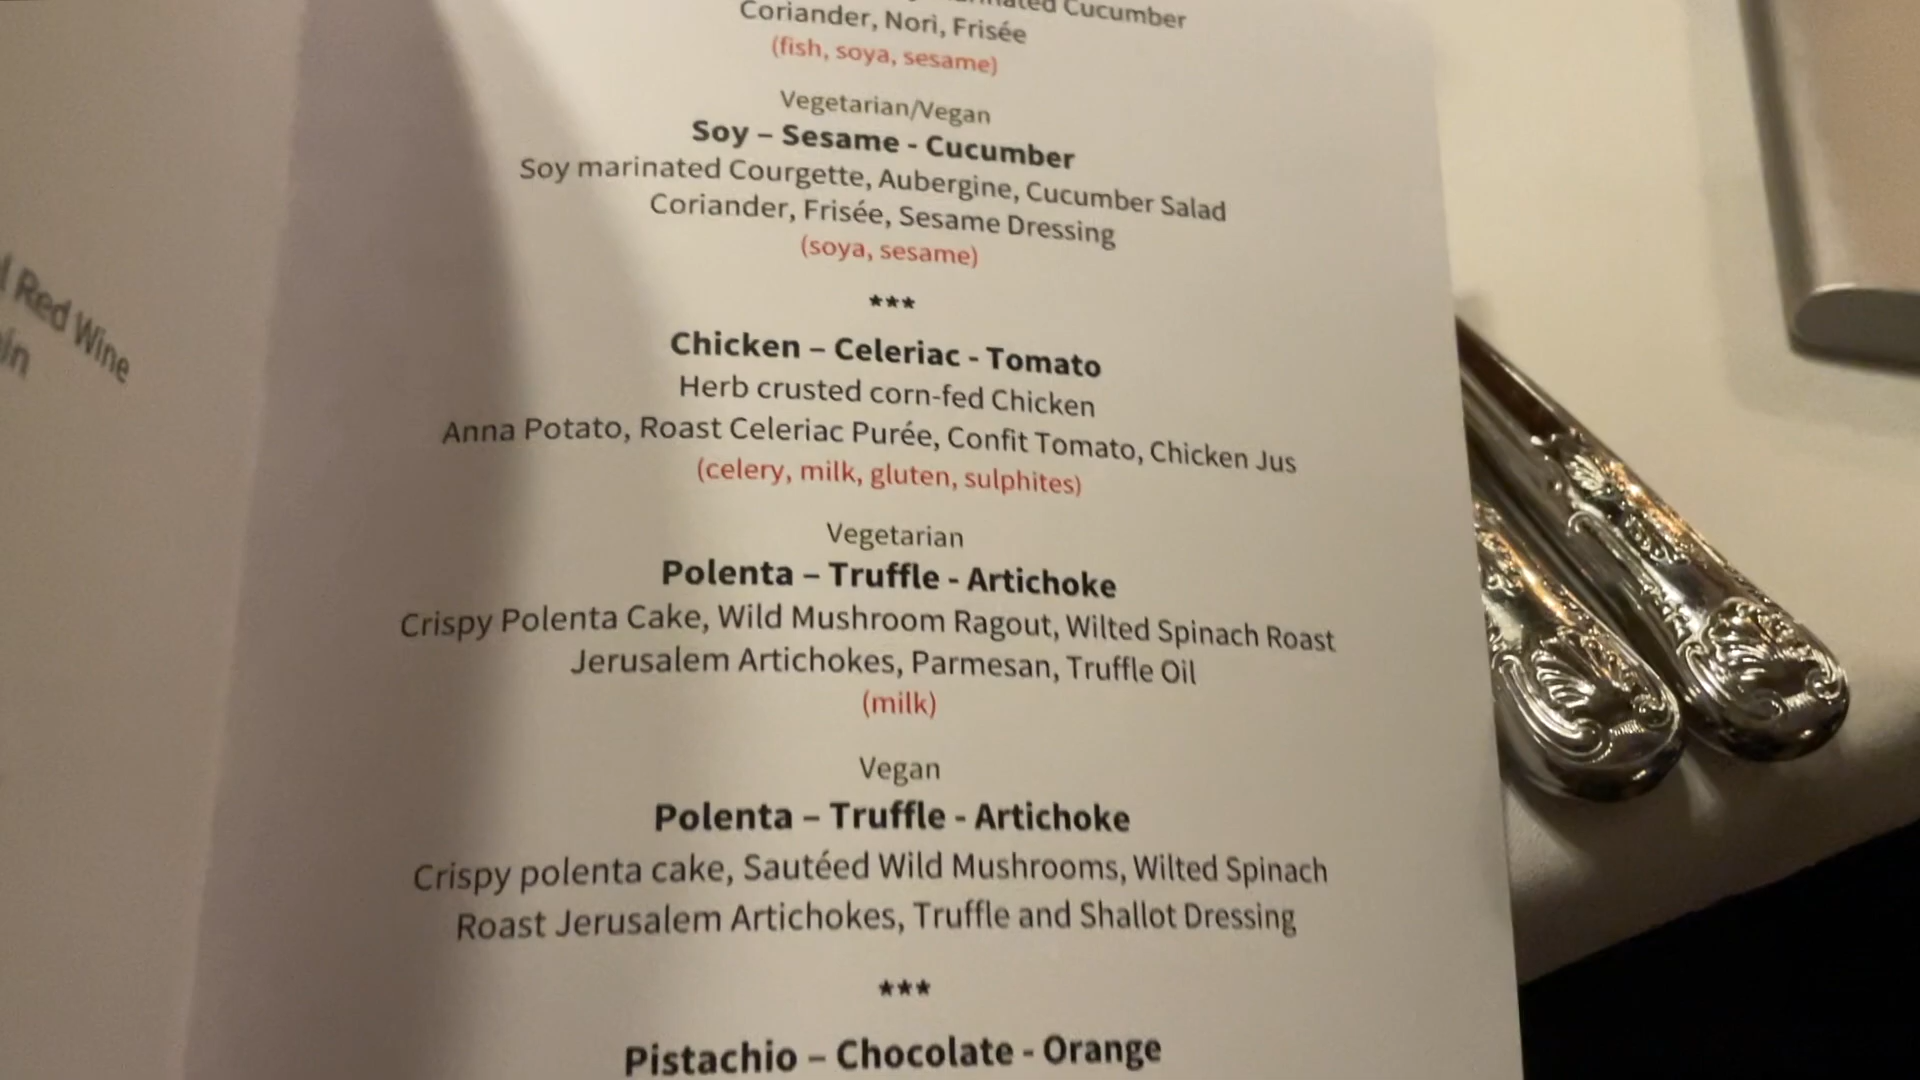 Cucumber
Coriander, Nori, Frisée
(fish, soya, sesame)
Vegetarian/Vegan
Soy – Sesame - Cucumber
Soy marinated Courgette, Aubergine, Cucumber Salad
Coriander, Frisée, Sesame Dressing
(soya, sesame)
***
Chicken – Celeriac - Tomato
Herb crusted corn-fed Chicken
Anna Potato, Roast Celeriac Purée, Confit Tomato, Chicken Jus
(celery, milk, gluten, sulphites)
Vegetarian
Polenta – Truffle - Artichoke
Crispy Polenta Cake, Wild Mushroom Ragout, Wilted Spinach Roast
Jerusalem Artichokes, Parmesan, Truffle Oil
(milk)
Vegan
Polenta – Truffle - Artichoke
Crispy polenta cake, Sautéed Wild Mushrooms, Wilted Spinach
Roast Jerusalem Artichokes, Truffle and Shallot Dressing
***
Pistachio – Chocolate - Orange
Red Wine